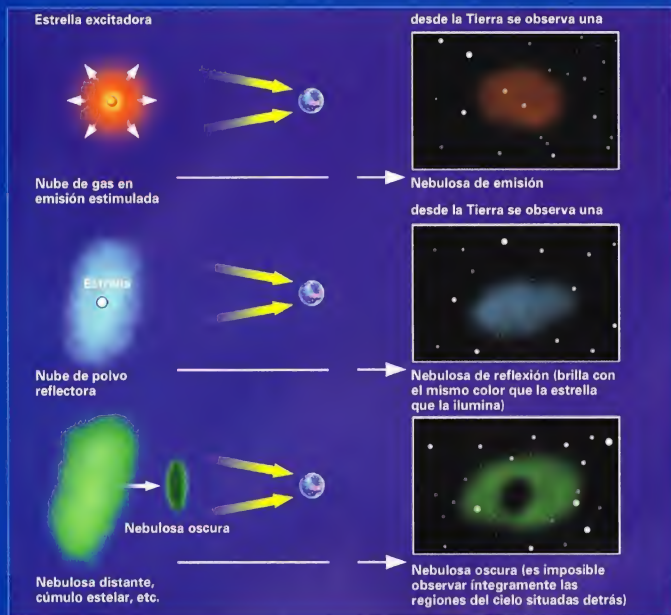 Estrella excitadora
desde la Tierra se observa una
Nube de gas en
emisión estimulada
Nebulosa de emisión
desde la Tierra se observa una
Estrella
Nube de polvo
reflectora
Nebulosa de reflexión (brilla con
el mismo color que la estrella
que la ilumina)
Nebulosa oscura
Nebulosa distante,
cúmulo estelar, etc.
Nebulosa oscura (es imposible
observar íntegramente las
regiones del cielo situadas detrás)